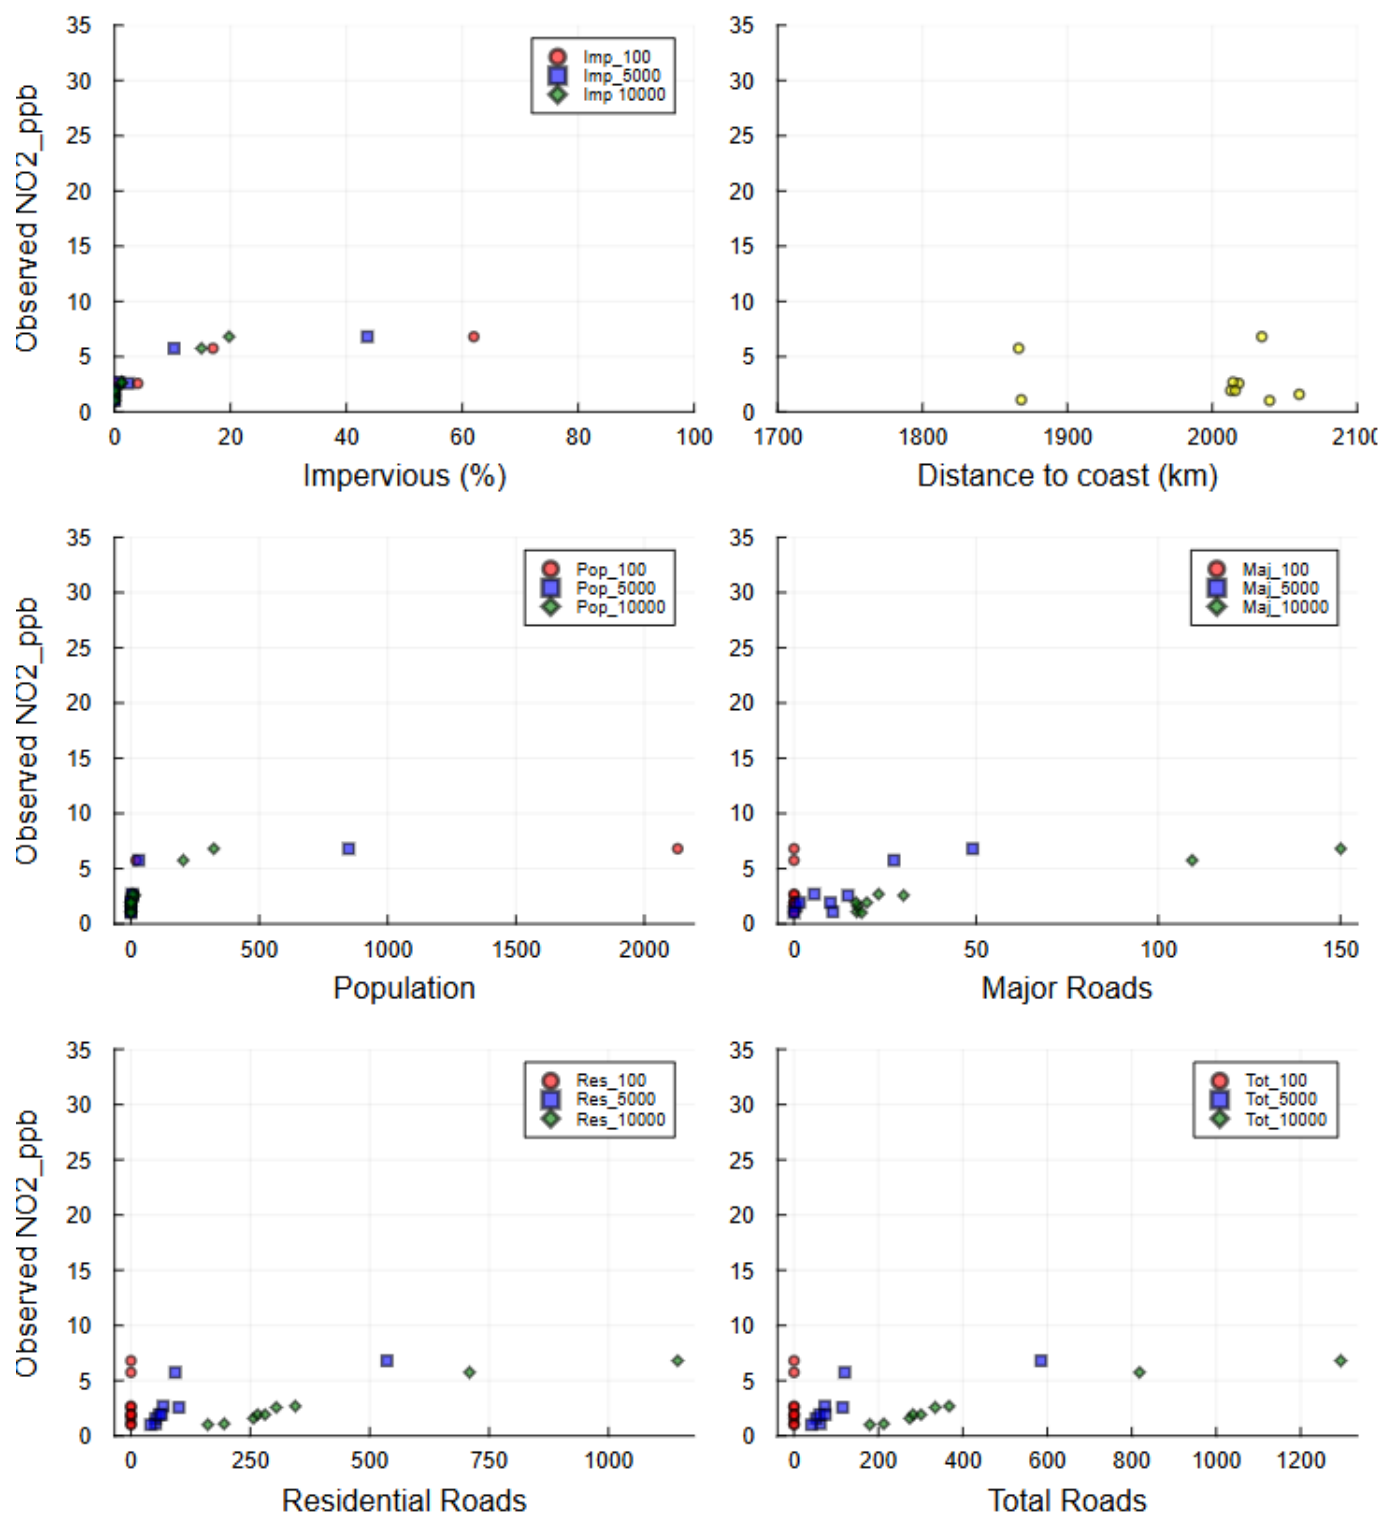 Observed NO2_ppb
35
30
25
20
15
10
5
0
0 20 40 60 80 100
Impervious (%)
Imp_100
Imp_5000
Imp 10000
35
30
25
20
15
10
5
0
1700 1800 1900 2000 2100
Distance to coast (km)
Observed NO2_ppb
35
30
25
20
15
10
5
0
0 500 1000 1500 2000
Population
Pop_100
Pop_5000
Pop_10000
35
30
25
20
15
10
5
0
0 50 100 150
Major Roads
Maj_100
Maj_5000
Maj_10000
Observed NO2_ppb
35
30
25
20
15
10
5
0
0 250 500 750 1000
Residential Roads
Res_100
Res_5000
Res_10000
35
30
25
20
15
10
5
0
0 200 400 600 800 1000 1200
Total Roads
Tot_100
Tot_5000
Tot_10000